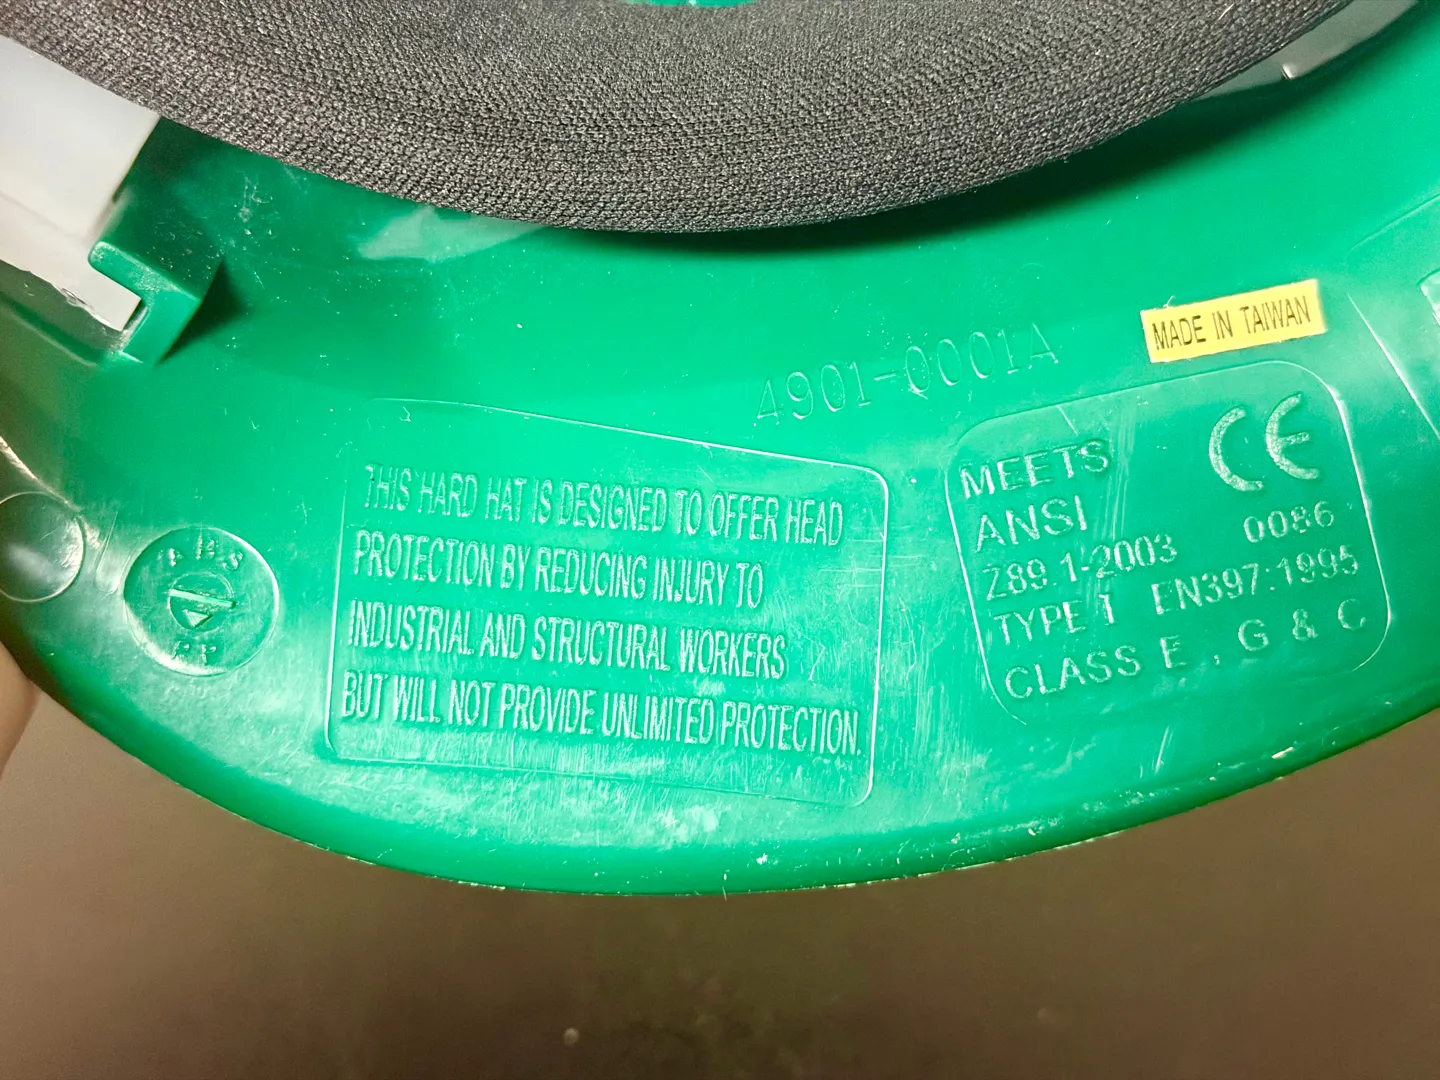 MADE IN TAIWAN
4901-0001A
THIS HARD HAT IS DESIGNED TO OFFER HEAD
PROTECTION BY REDUCING INJURY TO
INDUSTRIAL AND STRUCTURAL WORKERS
BUT WILL NOT PROVIDE UNLIMITED PROTECTION.
MEETS CE
ANSI 0086
Z89.1-2003
TYPE 1 EN397:1995
CLASS E , G & C
ABS
PP